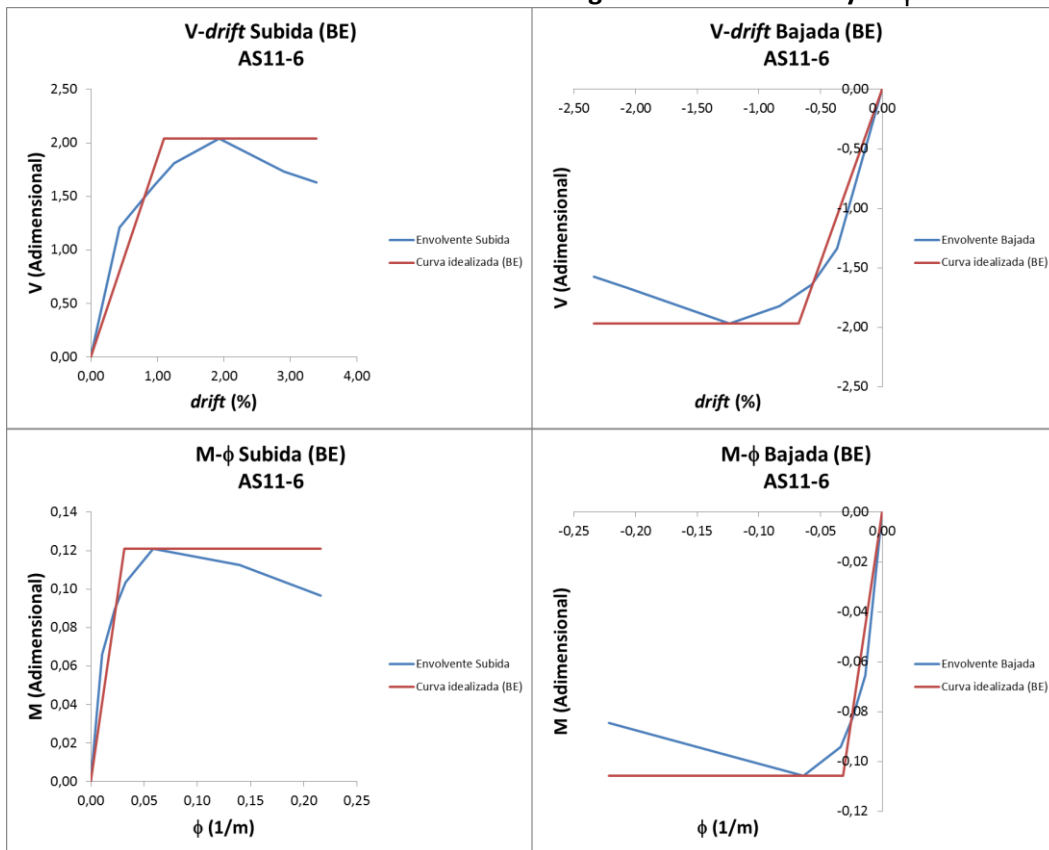 V-drift Subida (BE)
AS11-6
2,50
2,00
1,50
1,00
0,50
0,00
0,00 1,00 2,00 3,00 4,00
V (Adimensional)
drift (%)
Envolvente Subida
Curva idealizada (BE)
V-drift Bajada (BE)
AS11-6
-2,50 -2,00 -1,50 -1,00 -0,50 0,00
0,00
-0,50
-1,00
-1,50
-2,00
-2,50
V (Adimensional)
drift (%)
Envolvente Bajada
Curva idealizada (BE)
M-ϕ Subida (BE)
AS11-6
0,14
0,12
0,10
0,08
0,06
0,04
0,02
0,00
0,00 0,05 0,10 0,15 0,20 0,25
M (Adimensional)
ϕ (1/m)
Envolvente Subida
Curva idealizada (BE)
M-ϕ Bajada (BE)
AS11-6
-0,25 -0,20 -0,15 -0,10 -0,05 0,00
0,00
-0,02
-0,04
-0,06
-0,08
-0,10
-0,12
M (Adimensional)
ϕ (1/m)
Envolvente Bajada
Curva idealizada (BE)